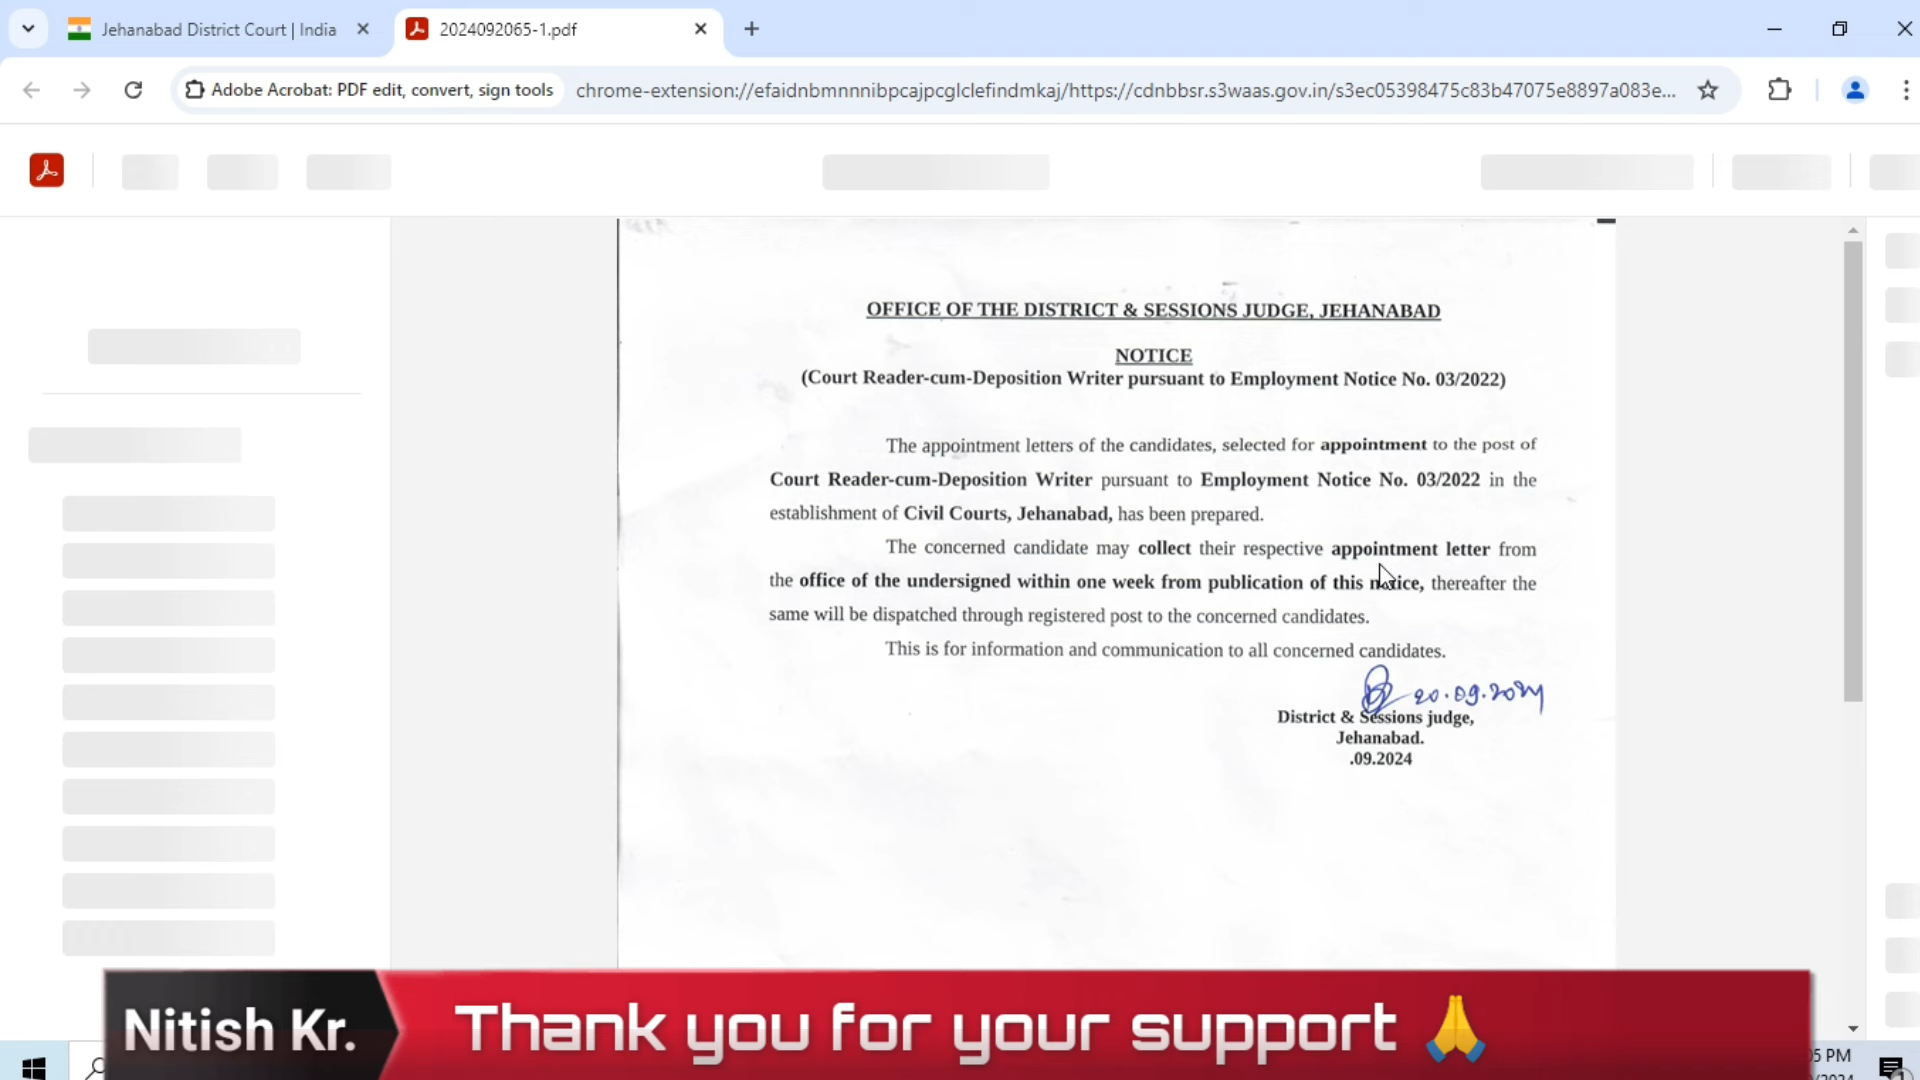 Jehanabad District Court | India
2024092065-1.pdf
Adobe Acrobat: PDF edit, convert, sign tools
chrome-extension://efaidnbmnnnibpcajpcglclefindmkaj/https://cdnbbsr.s3waas.gov.in/s3ec05398475c83b47075e8897a083e...
OFFICE OF THE DISTRICT & SESSIONS JUDGE, JEHANABAD
NOTICE
(Court Reader-cum-Deposition Writer pursuant to Employment Notice No. 03/2022)
The appointment letters of the candidates, selected for appointment to the post of
Court Reader-cum-Deposition Writer pursuant to Employment Notice No. 03/2022 in the
establishment of Civil Courts, Jehanabad, has been prepared.
The concerned candidate may collect their respective appointment letter from
the office of the undersigned within one week from publication of this notice, thereafter the
same will be dispatched through registered post to the concerned candidates.
This is for information and communication to all concerned candidates.
20.09.2024
District & Sessions judge,
Jehanabad.
.09.2024
Nitish Kr.
Thank you for your support 🙏
05 PM